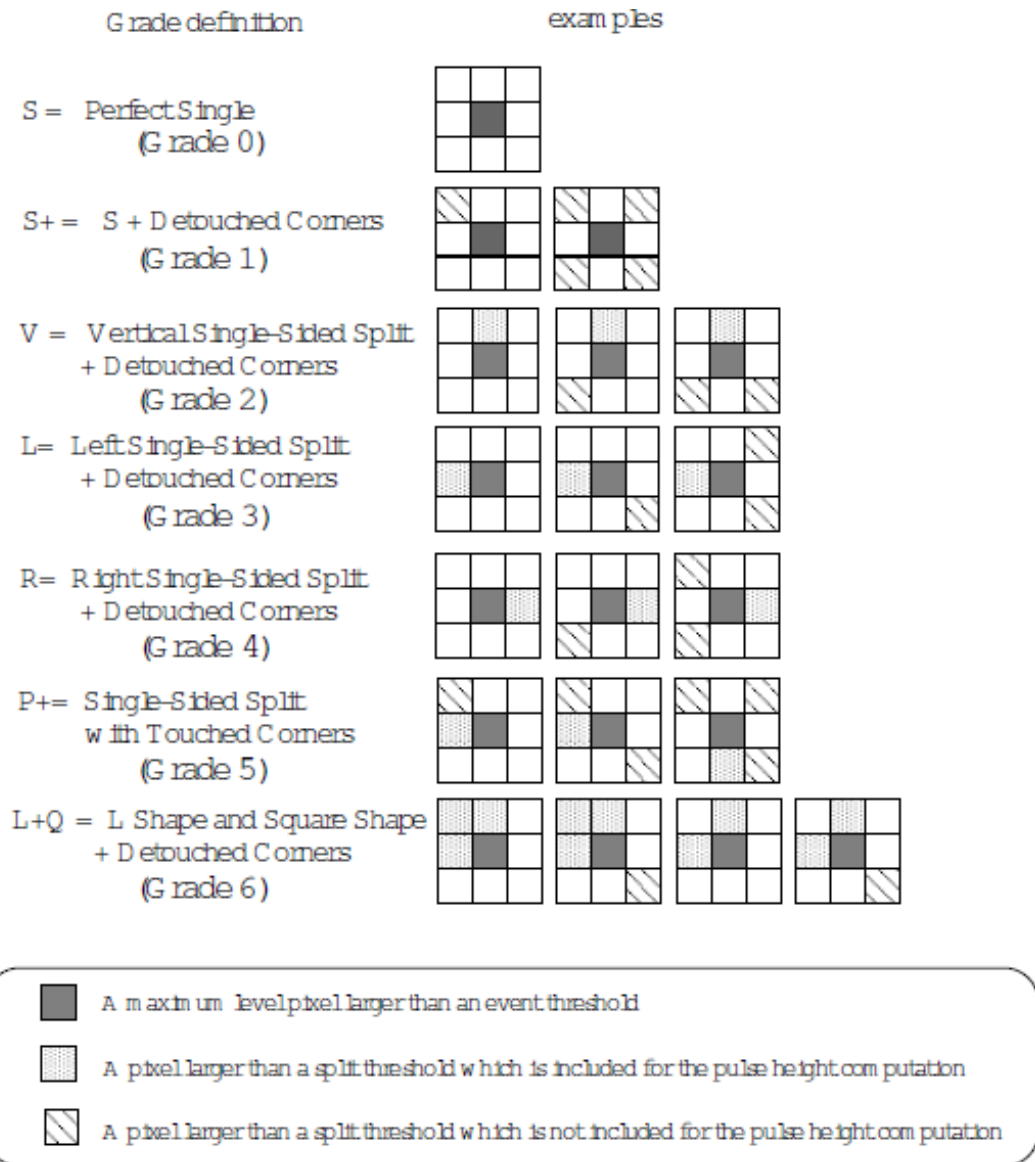 Grade definition examples
S = Perfect Single
(Grade 0)
S+ = S + Detouched Corners
(Grade 1)
V = Vertical Single-Sided Split
+ Detouched Corners
(Grade 2)
L= Left Single-Sided Split
+ Detouched Corners
(Grade 3)
R= Right Single-Sided Split
+ Detouched Corners
(Grade 4)
P+= Single-Sided Split
with Touched Corners
(Grade 5)
L+Q = L Shape and Square Shape
+ Detouched Corners
(Grade 6)
A maximum level pixel larger than an event threshold
A pixel larger than a split threshold which is included for the pulse height computation
A pixel larger than a split threshold which is not included for the pulse height computation